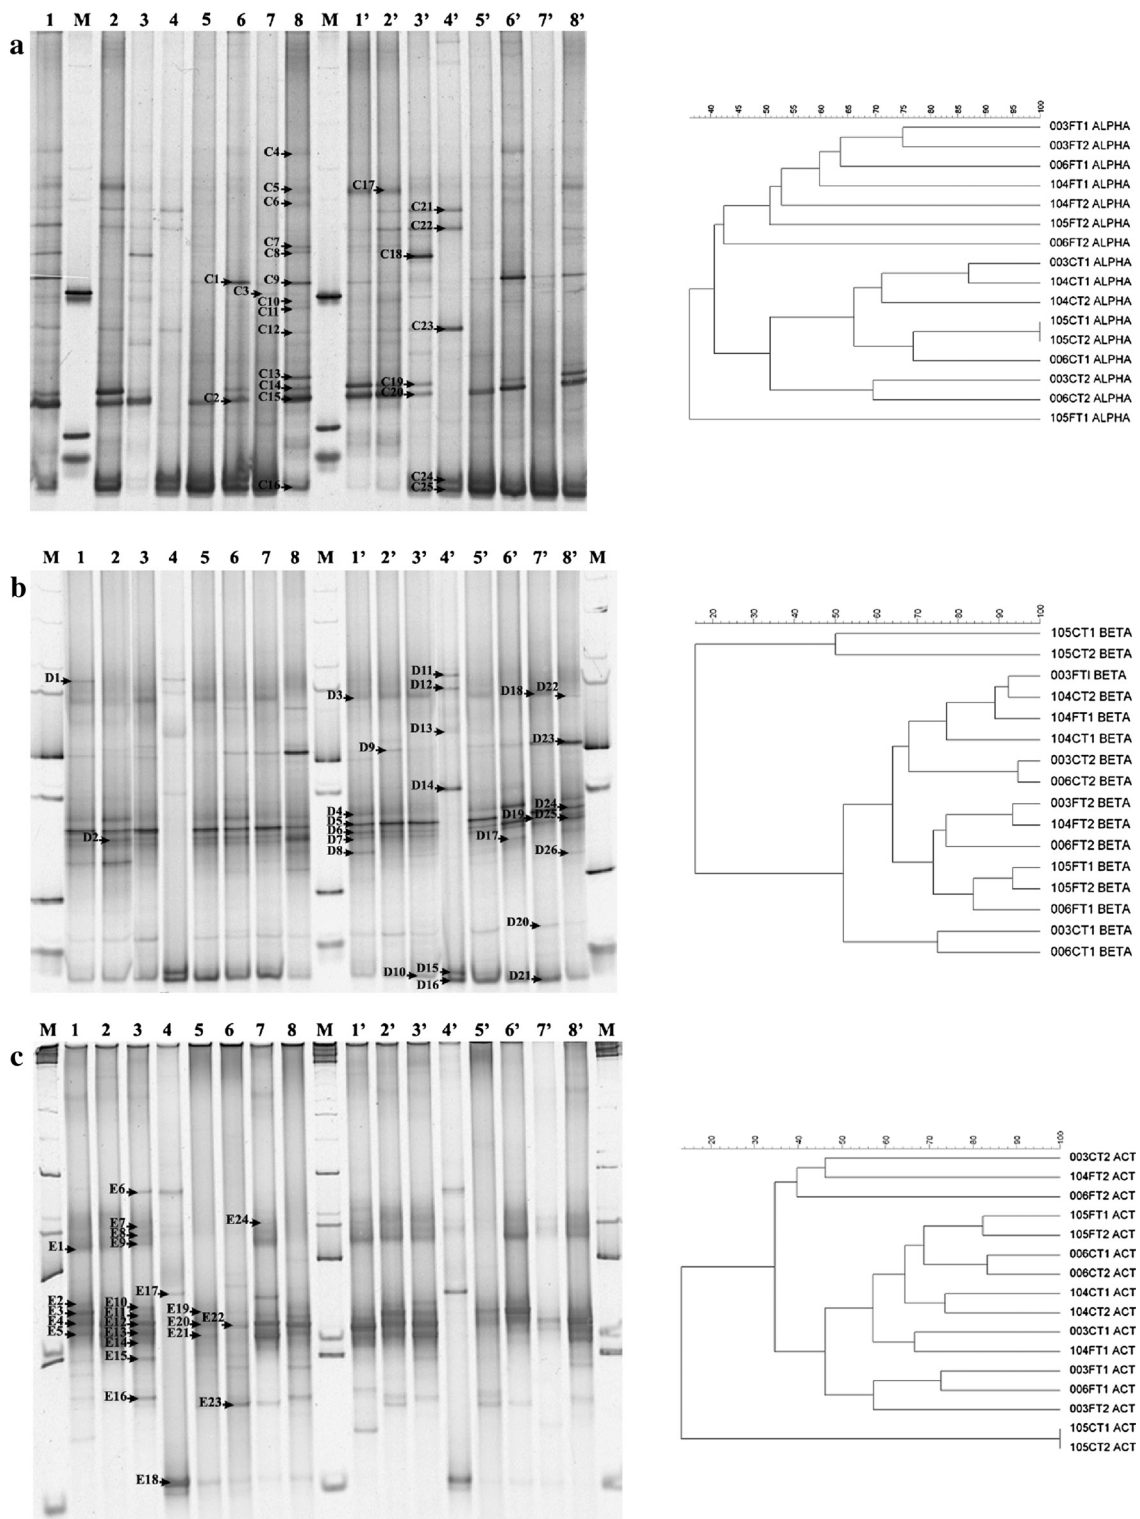 1 M 2 3 4 5 6 7 8 M 1’ 2’ 3’ 4’ 5’ 6’ 7’ 8’
a
C4
C5
C6
C7
C8
C1
C9
C3
C10
C11
C12
C13
C14
C2
C15
C16
C17
C21
C22
C18
C23
C19
C20
C24
C25
40 45 50 55 60 65 70 75 80 85 90 95 100
003FT1 ALPHA
003FT2 ALPHA
006FT1 ALPHA
104FT1 ALPHA
104FT2 ALPHA
105FT2 ALPHA
006FT2 ALPHA
003CT1 ALPHA
104CT1 ALPHA
104CT2 ALPHA
105CT1 ALPHA
105CT2 ALPHA
006CT1 ALPHA
003CT2 ALPHA
006CT2 ALPHA
105FT1 ALPHA
M 1 2 3 4 5 6 7 8 M 1’ 2’ 3’ 4’ 5’ 6’ 7’ 8’ M
b
D1
D2
D11
D12
D3
D18
D22
D13
D9
D23
D14
D4
D5
D6
D7
D8
D24
D19
D25
D17
D26
D20
D10
D15
D16
D21
20 30 40 50 60 70 80 90 100
105CT1 BETA
105CT2 BETA
003FTI BETA
104CT2 BETA
104FT1 BETA
104CT1 BETA
003CT2 BETA
006CT2 BETA
003FT2 BETA
104FT2 BETA
006FT2 BETA
105FT1 BETA
105FT2 BETA
006FT1 BETA
003CT1 BETA
006CT1 BETA
M 1 2 3 4 5 6 7 8 M 1’ 2’ 3’ 4’ 5’ 6’ 7’ 8’ M
c
E6
E7
E8
E9
E24
E1
E17
E2
E3
E4
E5
E10
E11
E12
E13
E14
E15
E16
E19
E20
E21
E22
E23
E18
20 30 40 50 60 70 80 90 100
003CT2 ACT
104FT2 ACT
006FT2 ACT
105FT1 ACT
105FT2 ACT
006CT1 ACT
006CT2 ACT
104CT1 ACT
104CT2 ACT
003CT1 ACT
104FT1 ACT
003FT1 ACT
006FT1 ACT
003FT2 ACT
105CT1 ACT
105CT2 ACT